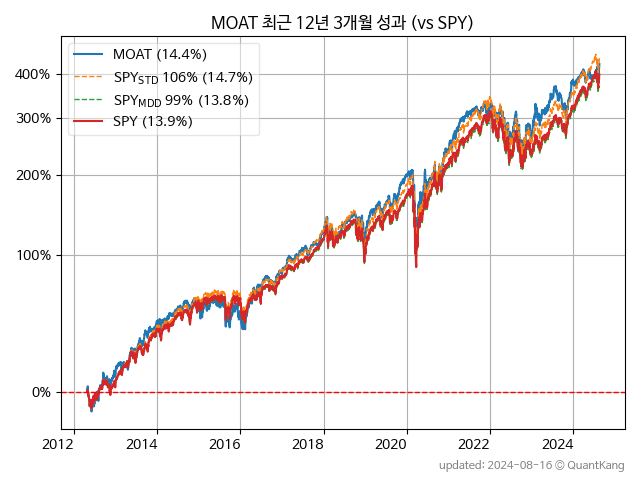 MOAT 최근 12년 3개월 성과 (vs SPY)
MOAT (14.4%)
SPY_STD 106% (14.7%)
SPY_MDD 99% (13.8%)
SPY (13.9%)
400%
300%
200%
100%
0%
2012 2014 2016 2018 2020 2022 2024
updated: 2024-08-16 © QuantKang